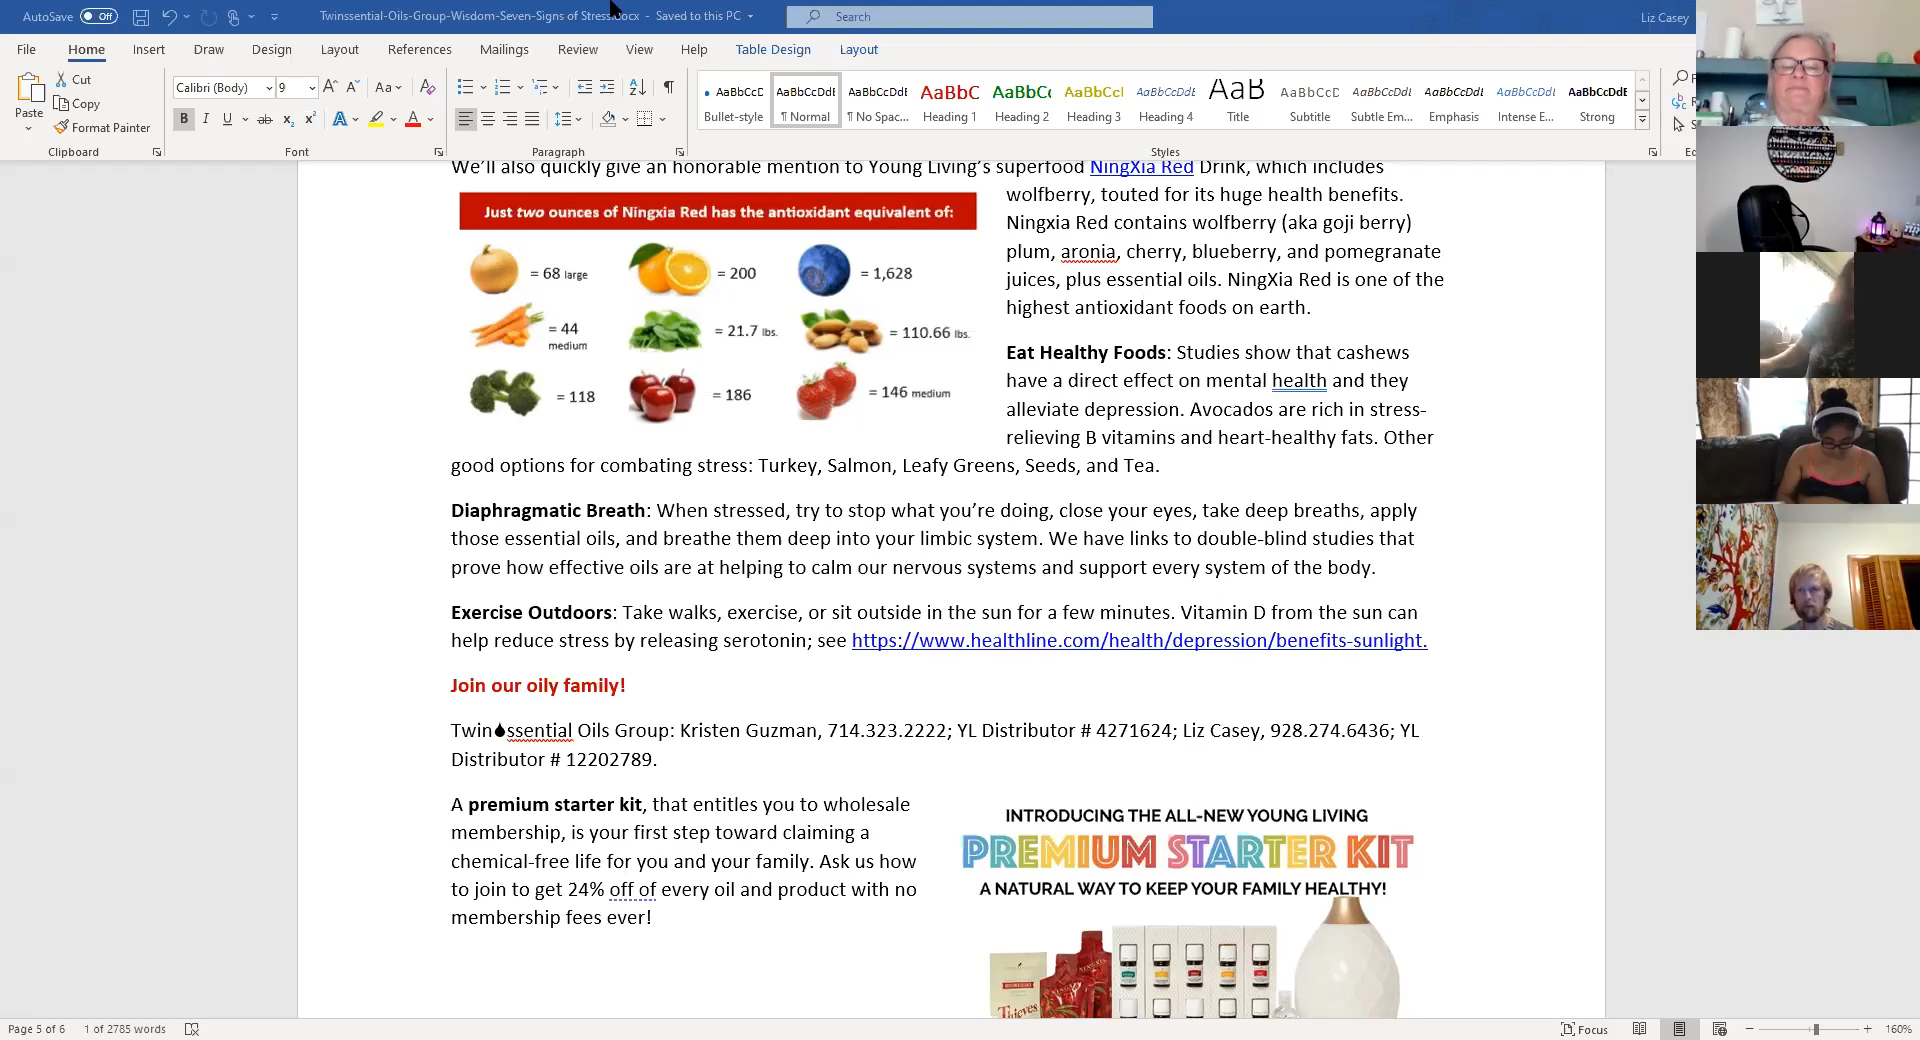 AutoSave Off Twinssential-Oils-Group-Wisdom-Seven-Signs of Stress.docx - Saved to this PC Search Liz Casey
File Home Insert Draw Design Layout References Mailings Review View Help Table Design Layout
Paste
Cut
Copy
Format Painter
Calibri (Body) 9
AaBbCcD AaBbCcDdE AaBbCcDdE AaBbC AaBbC AaBbCcI AaBbCcDdE AaB AaBbCcD AaBbCcDdE AaBbCcDdE AaBbCcDdE AaBbCcDdE
Bullet-style ¶ Normal ¶ No Spac... Heading 1 Heading 2 Heading 3 Heading 4 Title Subtitle Subtle Em... Emphasis Intense E... Strong
Clipboard Font Paragraph Styles
We’ll also quickly give an honorable mention to Young Living’s superfood NingXia Red Drink, which includes
wolfberry, touted for its huge health benefits.
Ningxia Red contains wolfberry (aka goji berry)
plum, aronia, cherry, blueberry, and pomegranate
juices, plus essential oils. NingXia Red is one of the
highest antioxidant foods on earth.
Just two ounces of Ningxia Red has the antioxidant equivalent of:
= 68 large = 200 = 1,628
= 44 medium = 21.7 lbs. = 110.66 lbs.
= 118 = 186 = 146 medium
Eat Healthy Foods: Studies show that cashews
have a direct effect on mental health and they
alleviate depression. Avocados are rich in stress-
relieving B vitamins and heart-healthy fats. Other
good options for combating stress: Turkey, Salmon, Leafy Greens, Seeds, and Tea.
Diaphragmatic Breath: When stressed, try to stop what you’re doing, close your eyes, take deep breaths, apply
those essential oils, and breathe them deep into your limbic system. We have links to double-blind studies that
prove how effective oils are at helping to calm our nervous systems and support every system of the body.
Exercise Outdoors: Take walks, exercise, or sit outside in the sun for a few minutes. Vitamin D from the sun can
help reduce stress by releasing serotonin; see https://www.healthline.com/health/depression/benefits-sunlight.
Join our oily family!
Twin ssential Oils Group: Kristen Guzman, 714.323.2222; YL Distributor # 4271624; Liz Casey, 928.274.6436; YL
Distributor # 12202789.
A premium starter kit, that entitles you to wholesale
membership, is your first step toward claiming a
chemical-free life for you and your family. Ask us how
to join to get 24% off of every oil and product with no
membership fees ever!
INTRODUCING THE ALL-NEW YOUNG LIVING
PREMIUM STARTER KIT
A NATURAL WAY TO KEEP YOUR FAMILY HEALTHY!
Thieves
NINGXIA
Page 5 of 6 1 of 2785 words Focus 160%